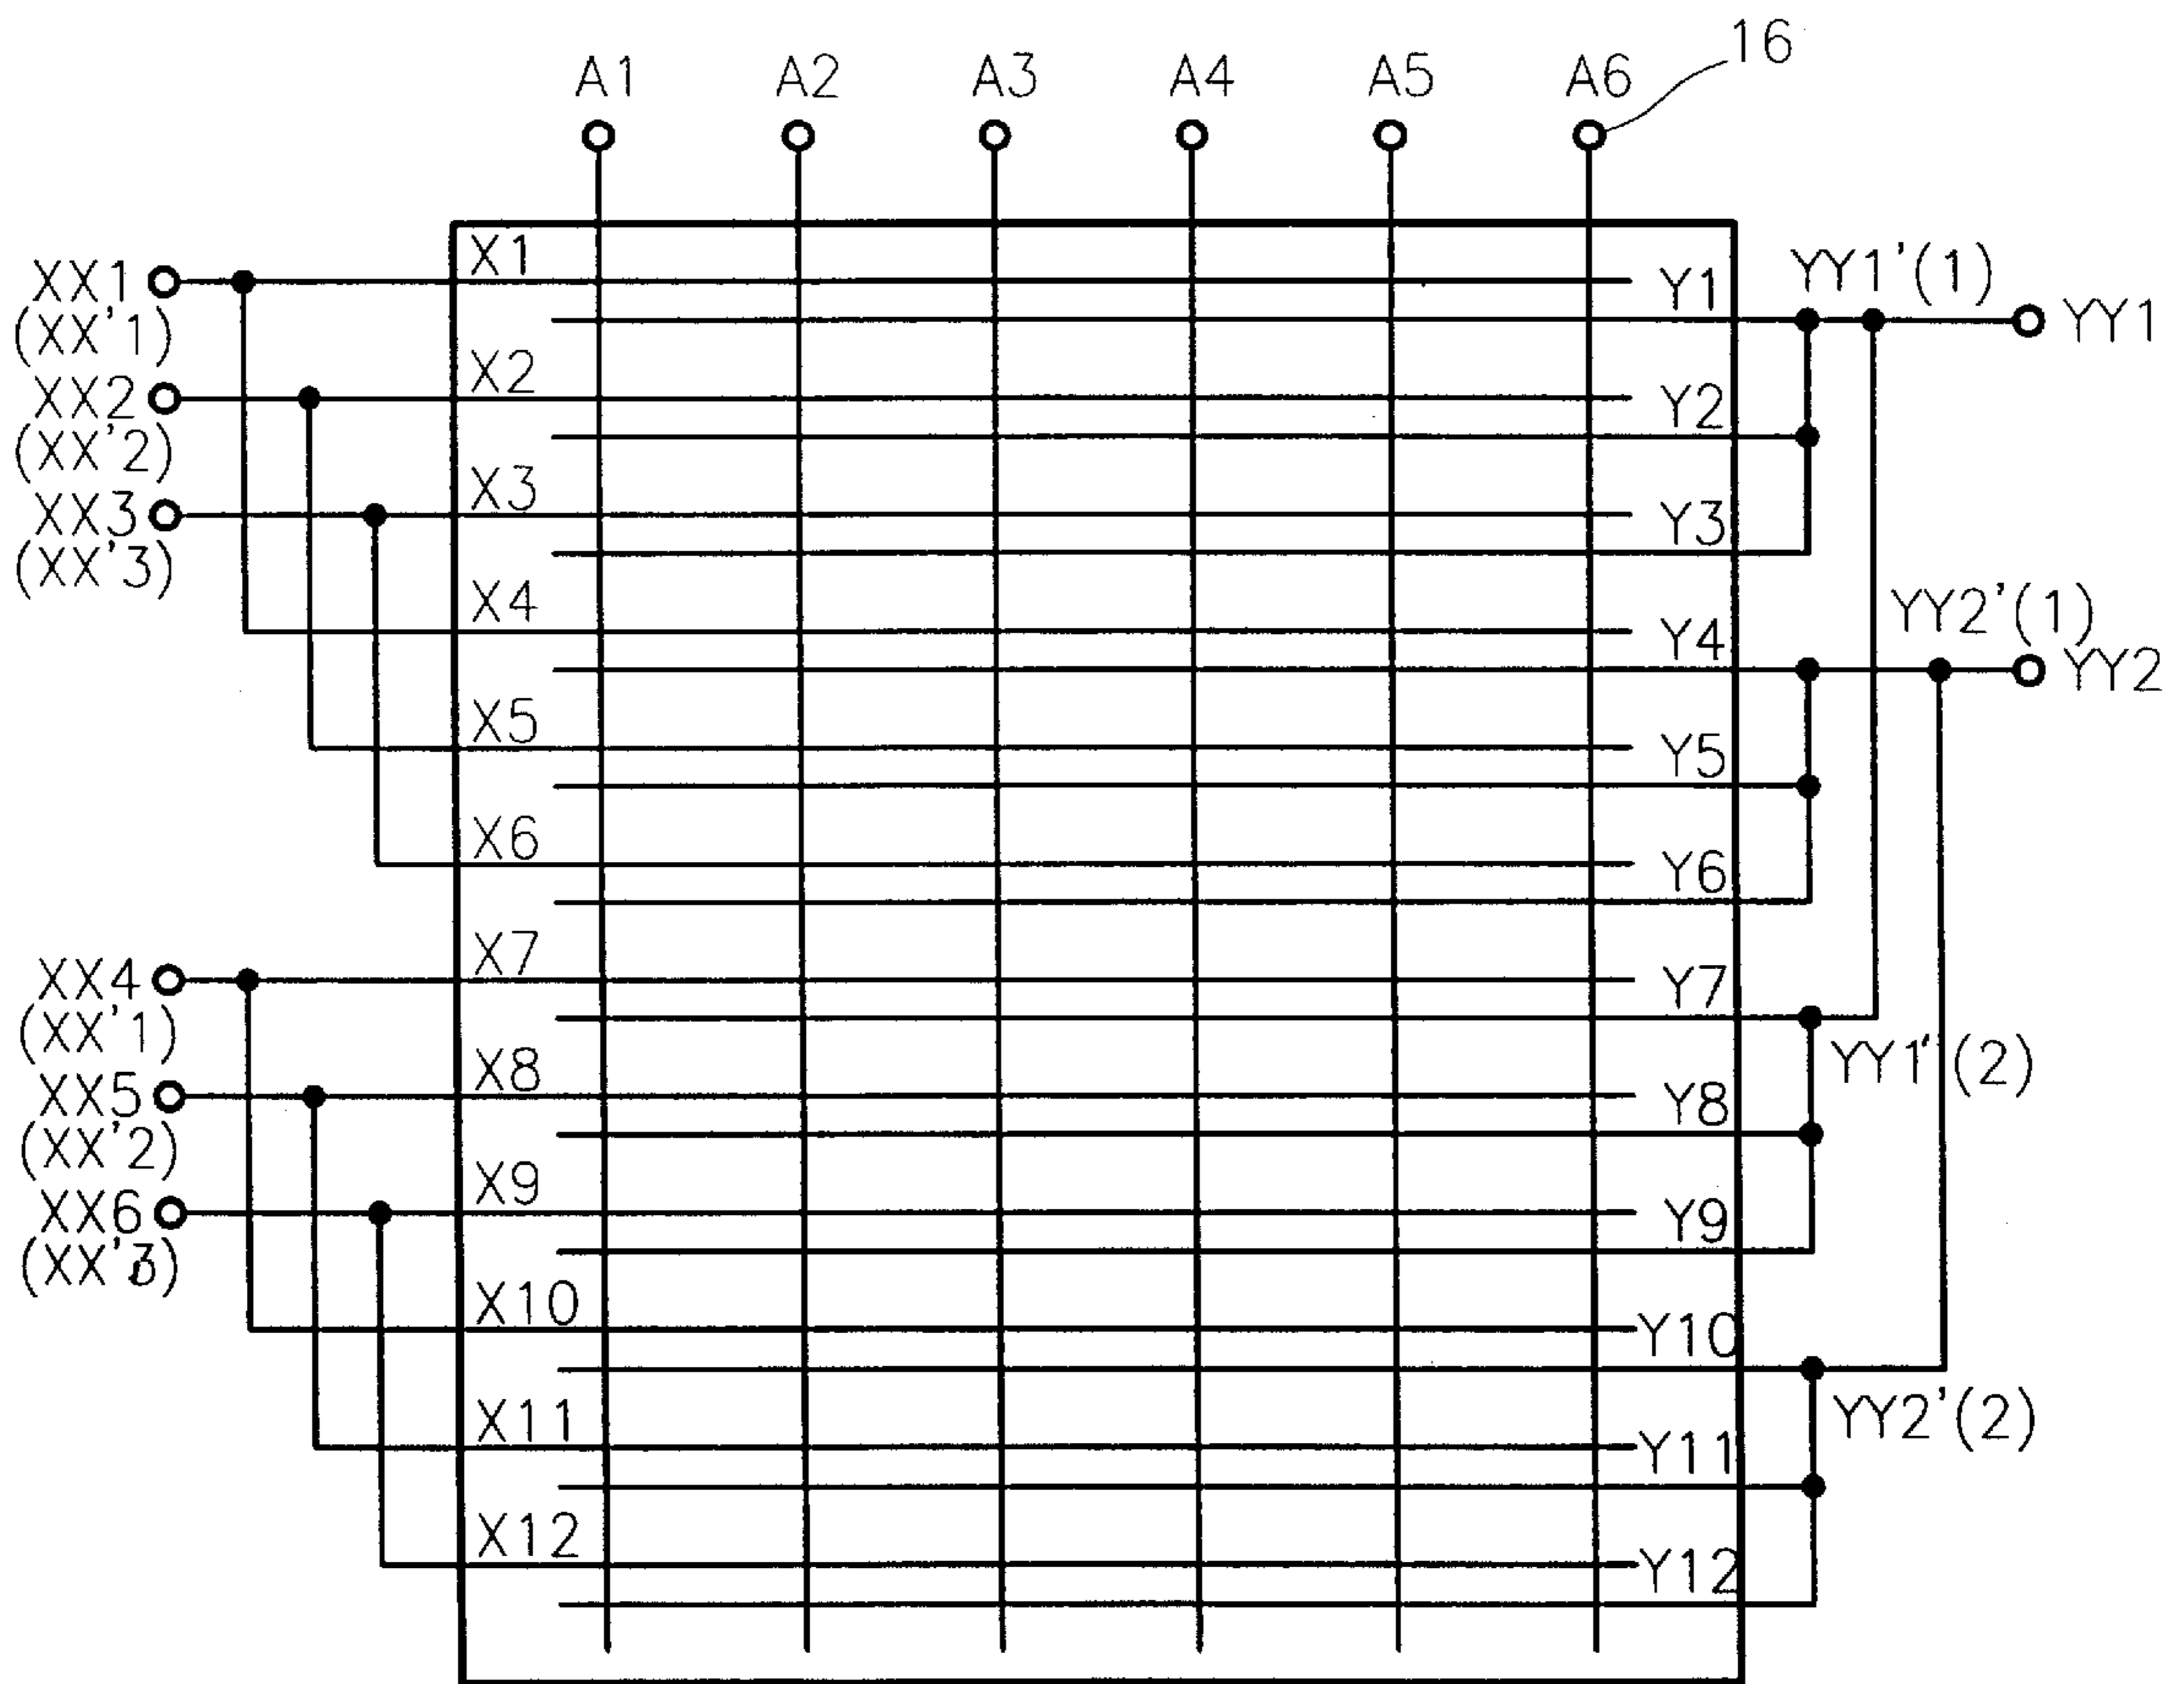 16
A1 A2 A3 A4 A5 A6
X1
XX1
(XX'1)
Y1
YY1'(1)
YY1
X2
XX2
(XX'2)
Y2
X3
XX3
(XX'3)
Y3
X4
Y4
YY2'(1)
YY2
X5
Y5
X6
Y6
X7
XX4
(XX'1)
Y7
YY1'(2)
X8
XX5
(XX'2)
Y8
X9
XX6
(XX'3)
Y9
X10
Y10
YY2'(2)
X11
Y11
X12
Y12